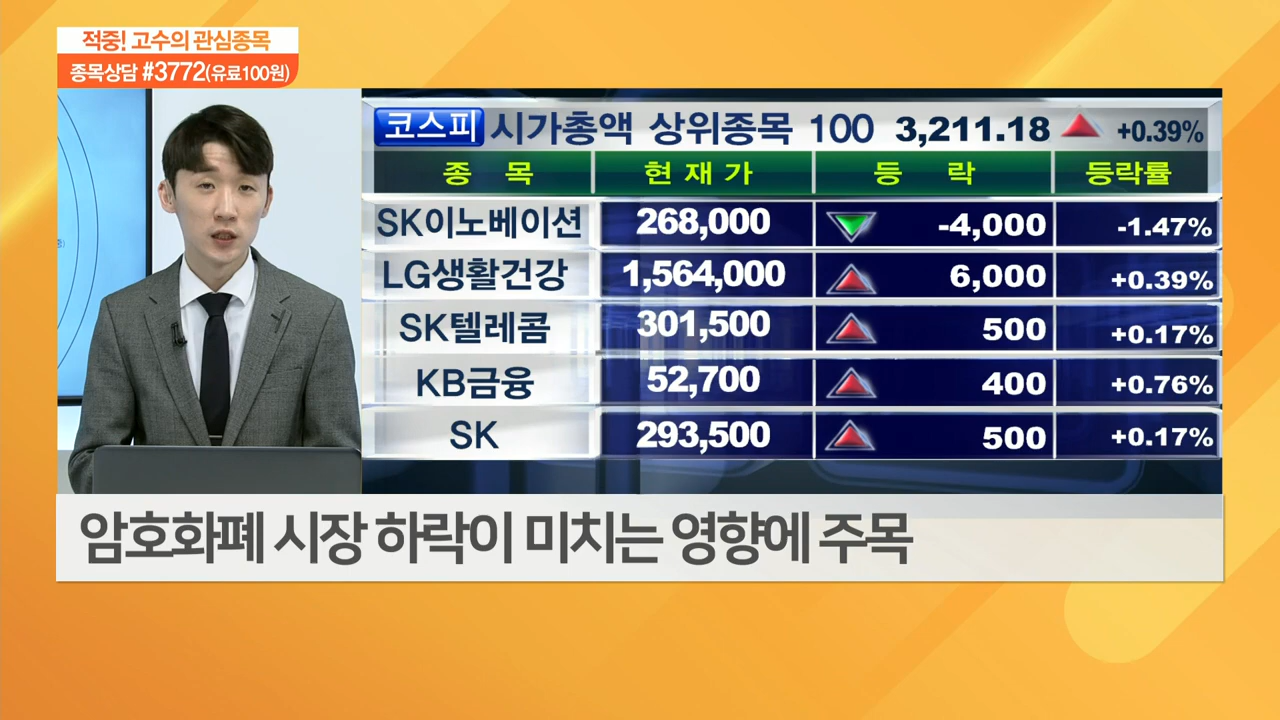 적중! 고수의 관심종목
종목상담 #3772(유료100원)
코스피 시가총액 상위종목 100 3,211.18 ▲ +0.39%
종 목 현 재 가 등 락 등락률
SK이노베이션 268,000 ▼ -4,000 -1.47%
LG생활건강 1,564,000 ▲ 6,000 +0.39%
SK텔레콤 301,500 ▲ 500 +0.17%
KB금융 52,700 ▲ 400 +0.76%
SK 293,500 ▲ 500 +0.17%
암호화폐 시장 하락이 미치는 영향에 주목